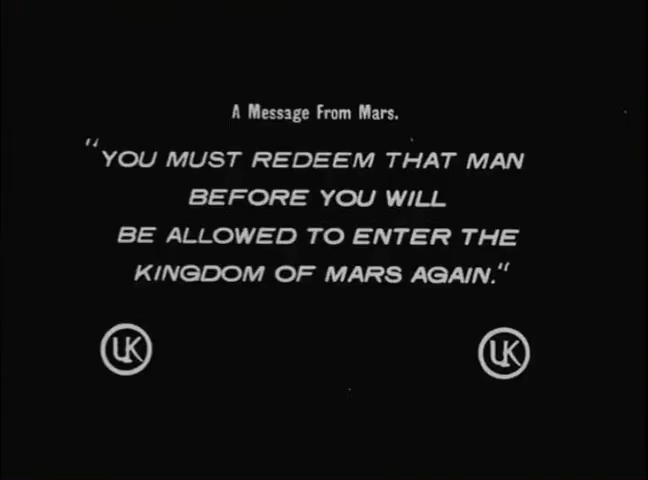 A Message From Mars.
"YOU MUST REDEEM THAT MAN
BEFORE YOU WILL
BE ALLOWED TO ENTER THE
KINGDOM OF MARS AGAIN."
UK UK